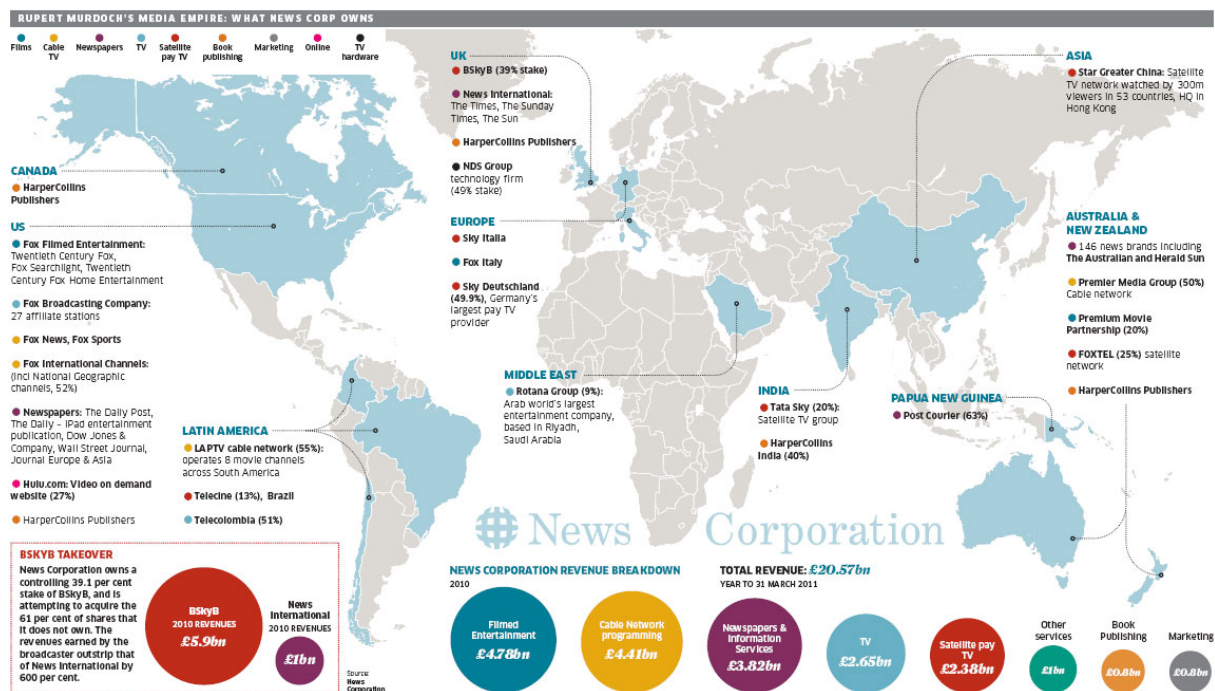 RUPERT MURDOCH'S MEDIA EMPIRE: WHAT NEWS CORP OWNS
Films
Cable
TV
Newspapers
TV
Satellite
pay TV
Book
publishing
Marketing
Online
TV
hardware
CANADA
HarperCollins
Publishers
US
Fox Filmed Entertainment:
Twentieth Century Fox,
Fox Searchlight, Twentieth
Century Fox Home Entertainment
Fox Broadcasting Company:
27 affiliate stations
Fox News, Fox Sports
Fox International Channels:
(incl National Geographic
channels, 52%)
Newspapers: The Daily Post,
The Daily - iPad entertainment
publication, Dow Jones &
Company, Wall Street Journal,
Journal Europe & Asia
Hulu.com: Video on demand
website (27%)
HarperCollins Publishers
LATIN AMERICA
LAPTV cable network (55%):
operates 8 movie channels
across South America
Telecine (13%), Brazil
Telecolombia (51%)
UK
BSkyB (39% stake)
News International:
The Times, The Sunday
Times, The Sun
HarperCollins Publishers
NDS Group
technology firm
(49% stake)
EUROPE
Sky Italia
Fox Italy
Sky Deutschland
(49.9%), Germany's
largest pay TV
provider
MIDDLE EAST
Rotana Group (9%):
Arab world's largest
entertainment company,
based in Riyadh,
Saudi Arabia
INDIA
Tata Sky (20%):
Satellite TV group
HarperCollins
India (40%)
ASIA
Star Greater China: Satellite
TV network watched by 300m
viewers in 53 countries, HQ in
Hong Kong
PAPUA NEW GUINEA
Post Courier (63%)
AUSTRALIA &
NEW ZEALAND
146 news brands including
The Australian and Herald Sun
Premier Media Group (50%)
Cable network
Premium Movie
Partnership (20%)
FOXTEL (25%) satellite
network
HarperCollins Publishers
News Corporation
BSKYB TAKEOVER
News Corporation owns a
controlling 39.1 per cent
stake of BSkyB, and is
attempting to acquire the
61 per cent of shares that
it does not own. The
revenues earned by the
broadcaster outstrip that
of News International by
600 per cent.
BSkyB
2010 REVENUES
£5.9bn
News
International
2010 REVENUES
£1bn
Source:
News
Corporation
NEWS CORPORATION REVENUE BREAKDOWN
2010
TOTAL REVENUE: £20.57bn
YEAR TO 31 MARCH 2011
Filmed
Entertainment
£4.78bn
Cable Network
programming
£4.41bn
Newspapers &
Information
Services
£3.82bn
TV
£2.65bn
Satellite pay
TV
£2.38bn
Other
services
£1bn
Book
Publishing
£0.8bn
Marketing
£0.8bn